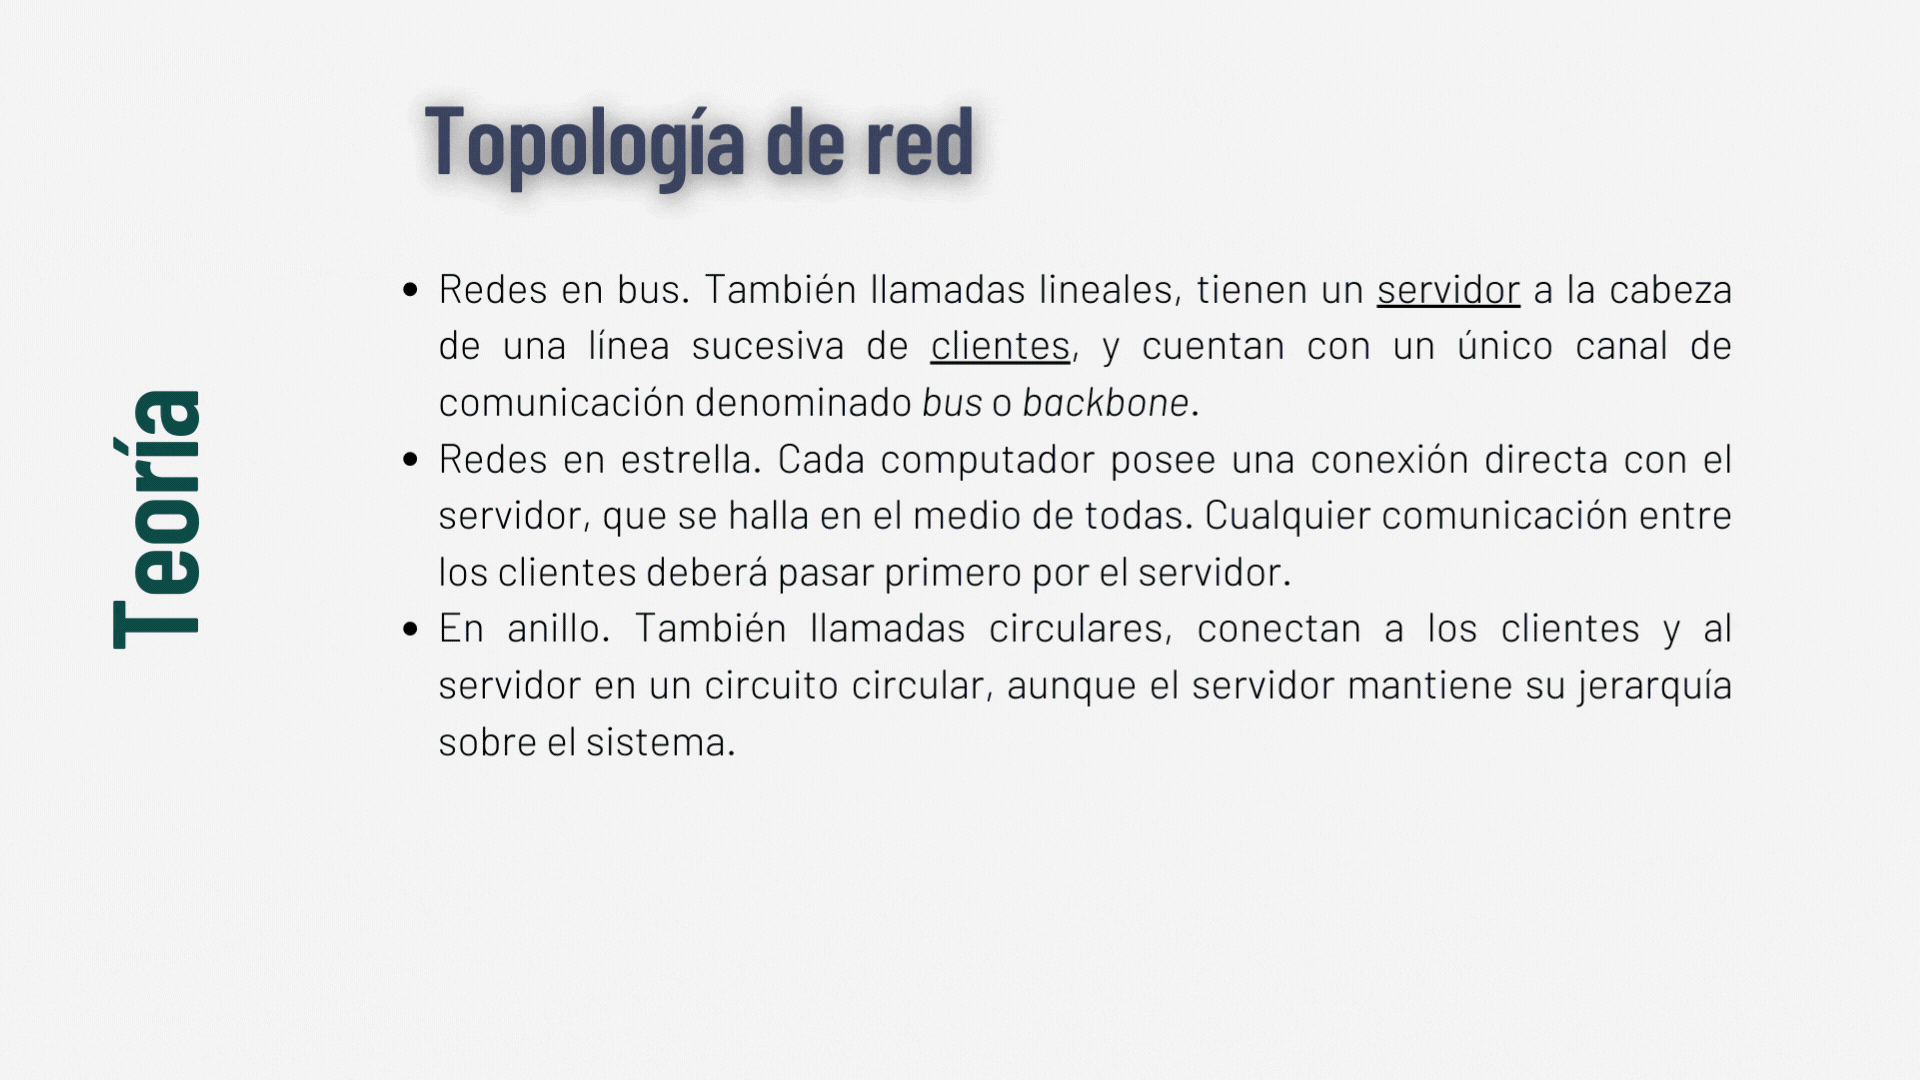 Topología de red
Teoría
• Redes en bus. También llamadas lineales, tienen un servidor a la cabeza
de una línea sucesiva de clientes, y cuentan con un único canal de
comunicación denominado bus o backbone.
• Redes en estrella. Cada computador posee una conexión directa con el
servidor, que se halla en el medio de todas. Cualquier comunicación entre
los clientes deberá pasar primero por el servidor.
• En anillo. También llamadas circulares, conectan a los clientes y al
servidor en un circuito circular, aunque el servidor mantiene su jerarquía
sobre el sistema.